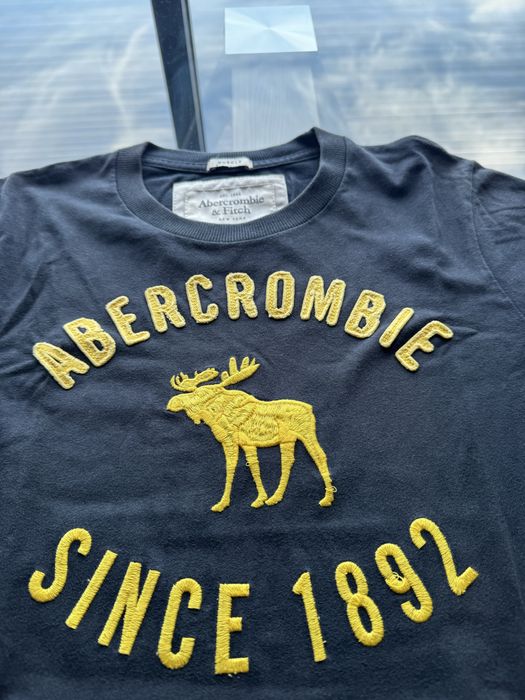 MUSCLE
EST. 1892
Abercrombie
& Fitch
NEW YORK
ABERCROMBIE
SINCE 1892